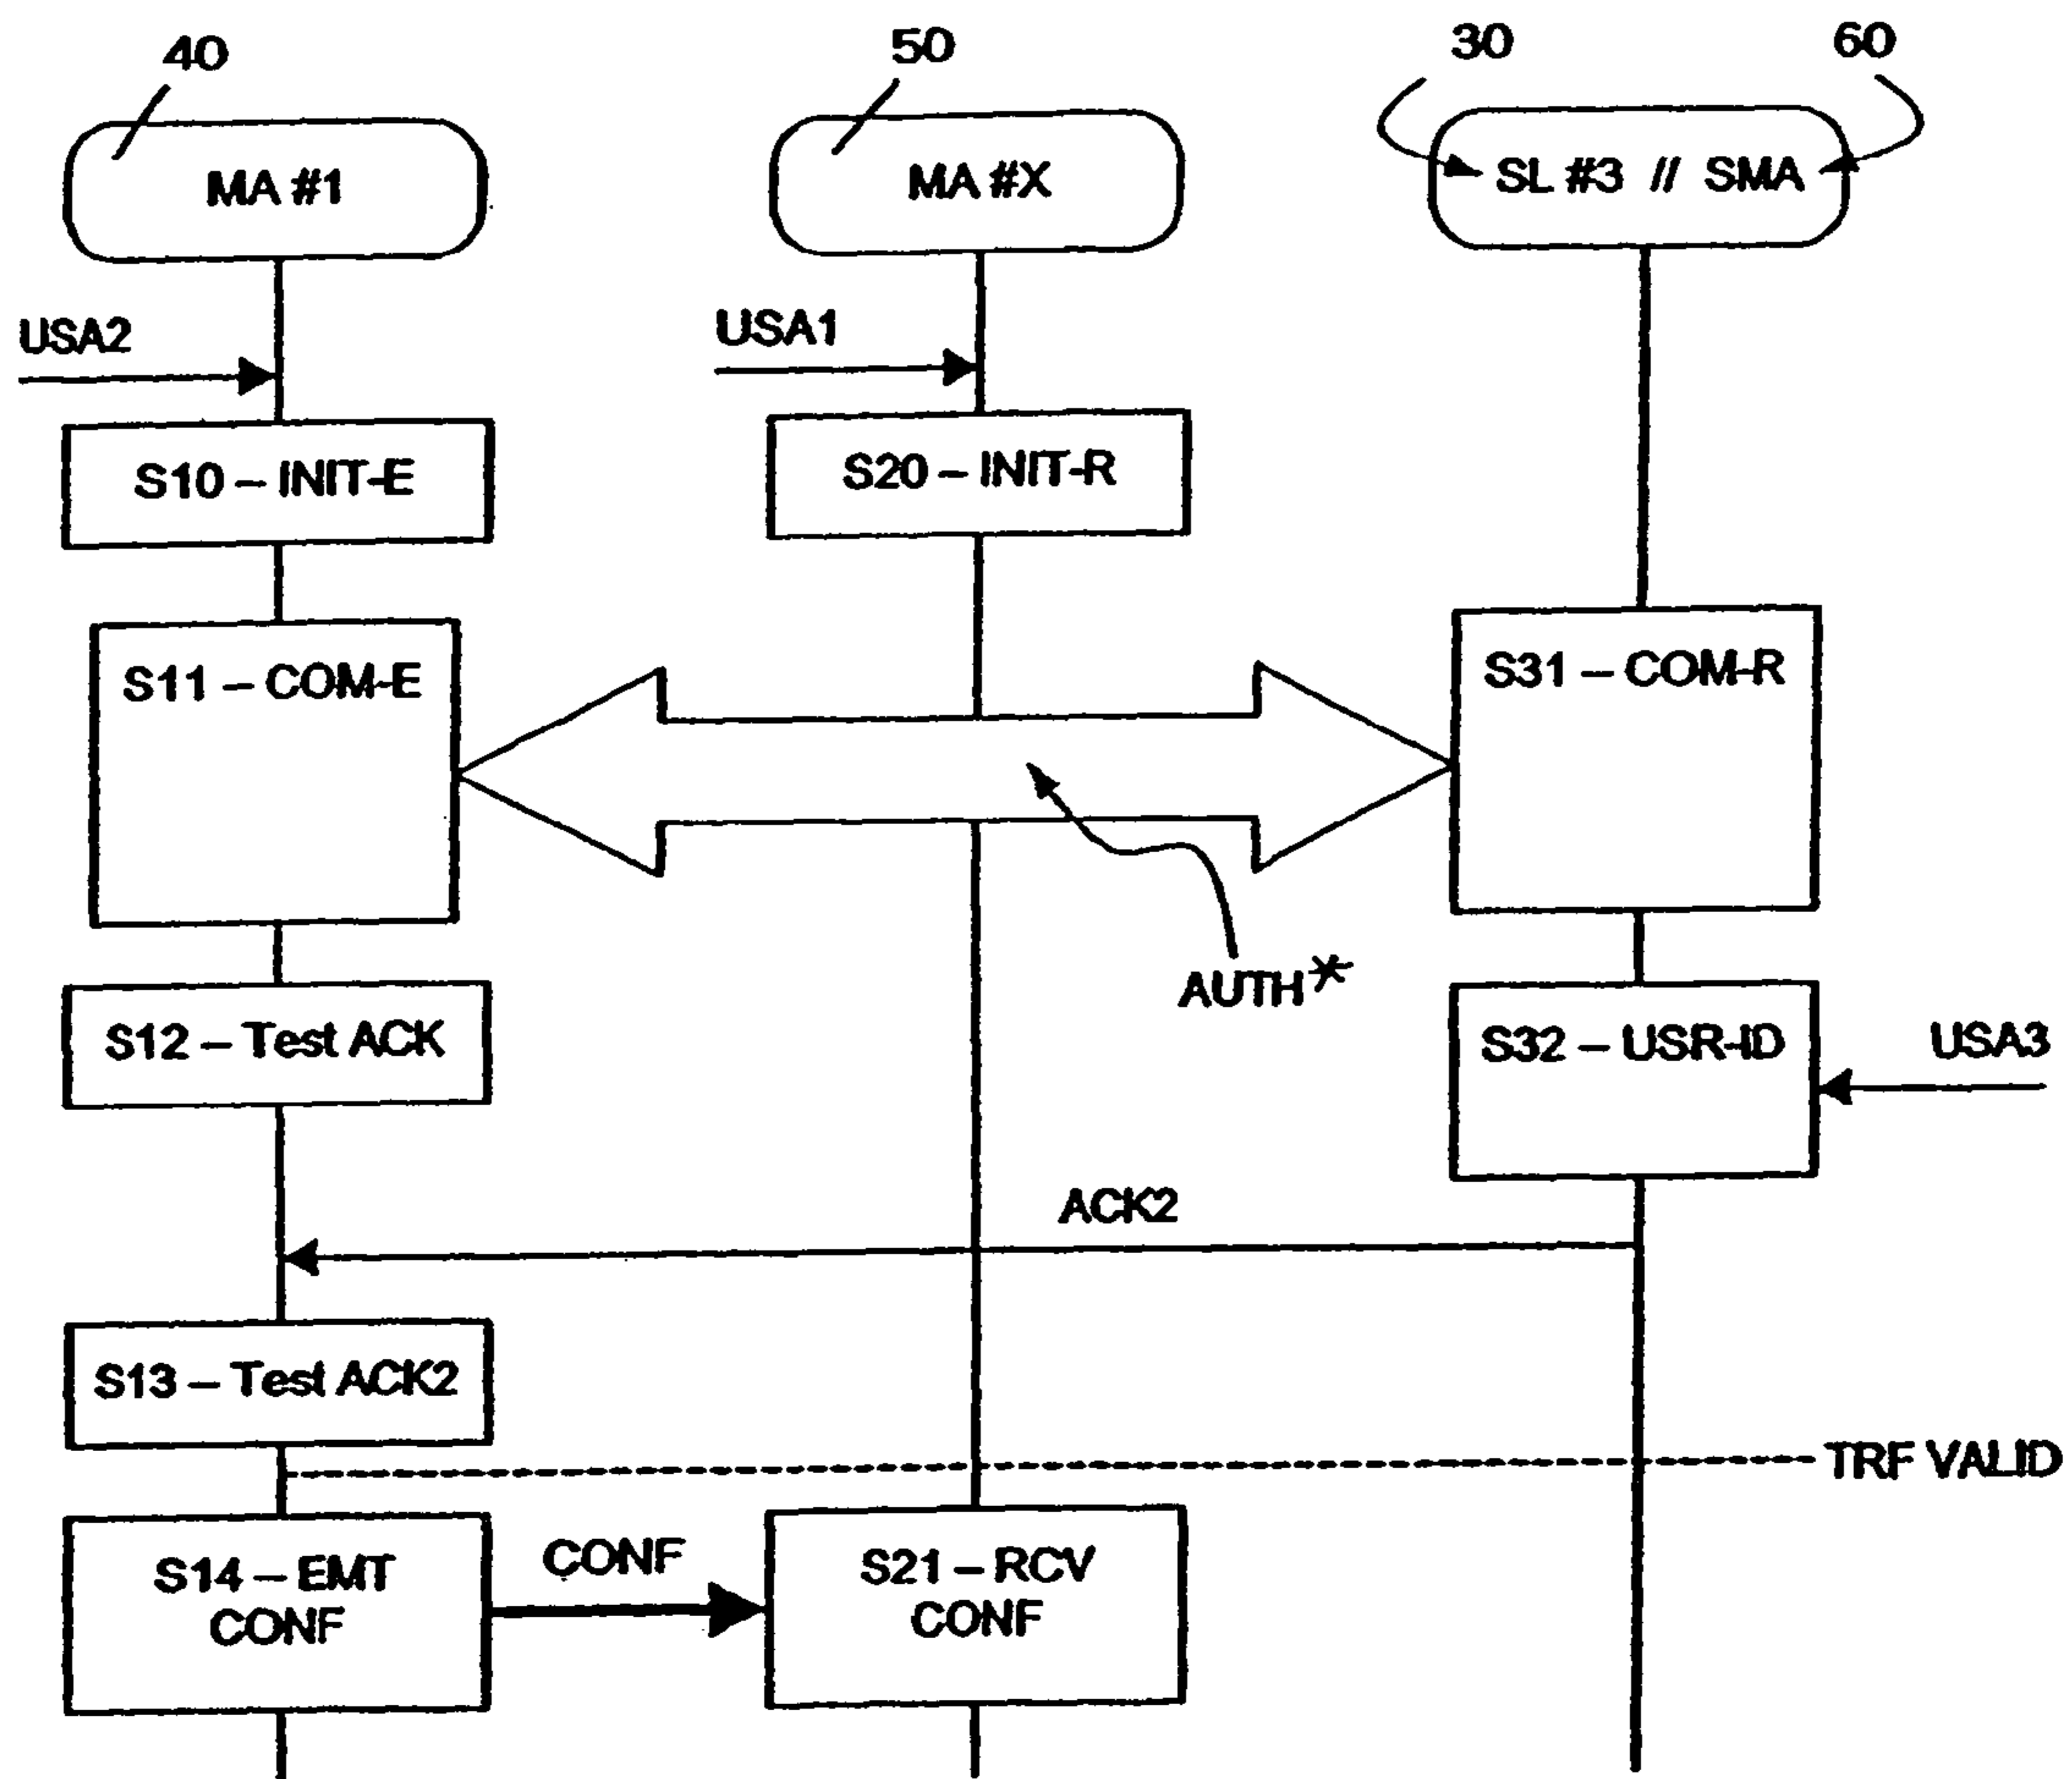 40
50
30
60
MA #1
MA #X
SL #3 // SMA
USA2
USA1
S10 – INIT-E
S20 – INIT-R
S11 – COM-E
S31 – COM-R
AUTH*
S12 – Test ACK
S32 – USR-ID
USA3
ACK2
S13 – Test ACK2
TRF VALID
S14 – EMT
CONF
CONF
S21 – RCV
CONF